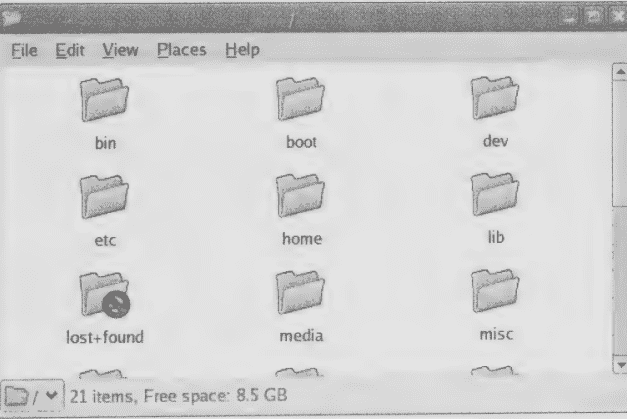 /
File Edit View Places Help
bin boot dev
etc home lib
lost+found media misc
/ 21 items, Free space: 8.5 GB